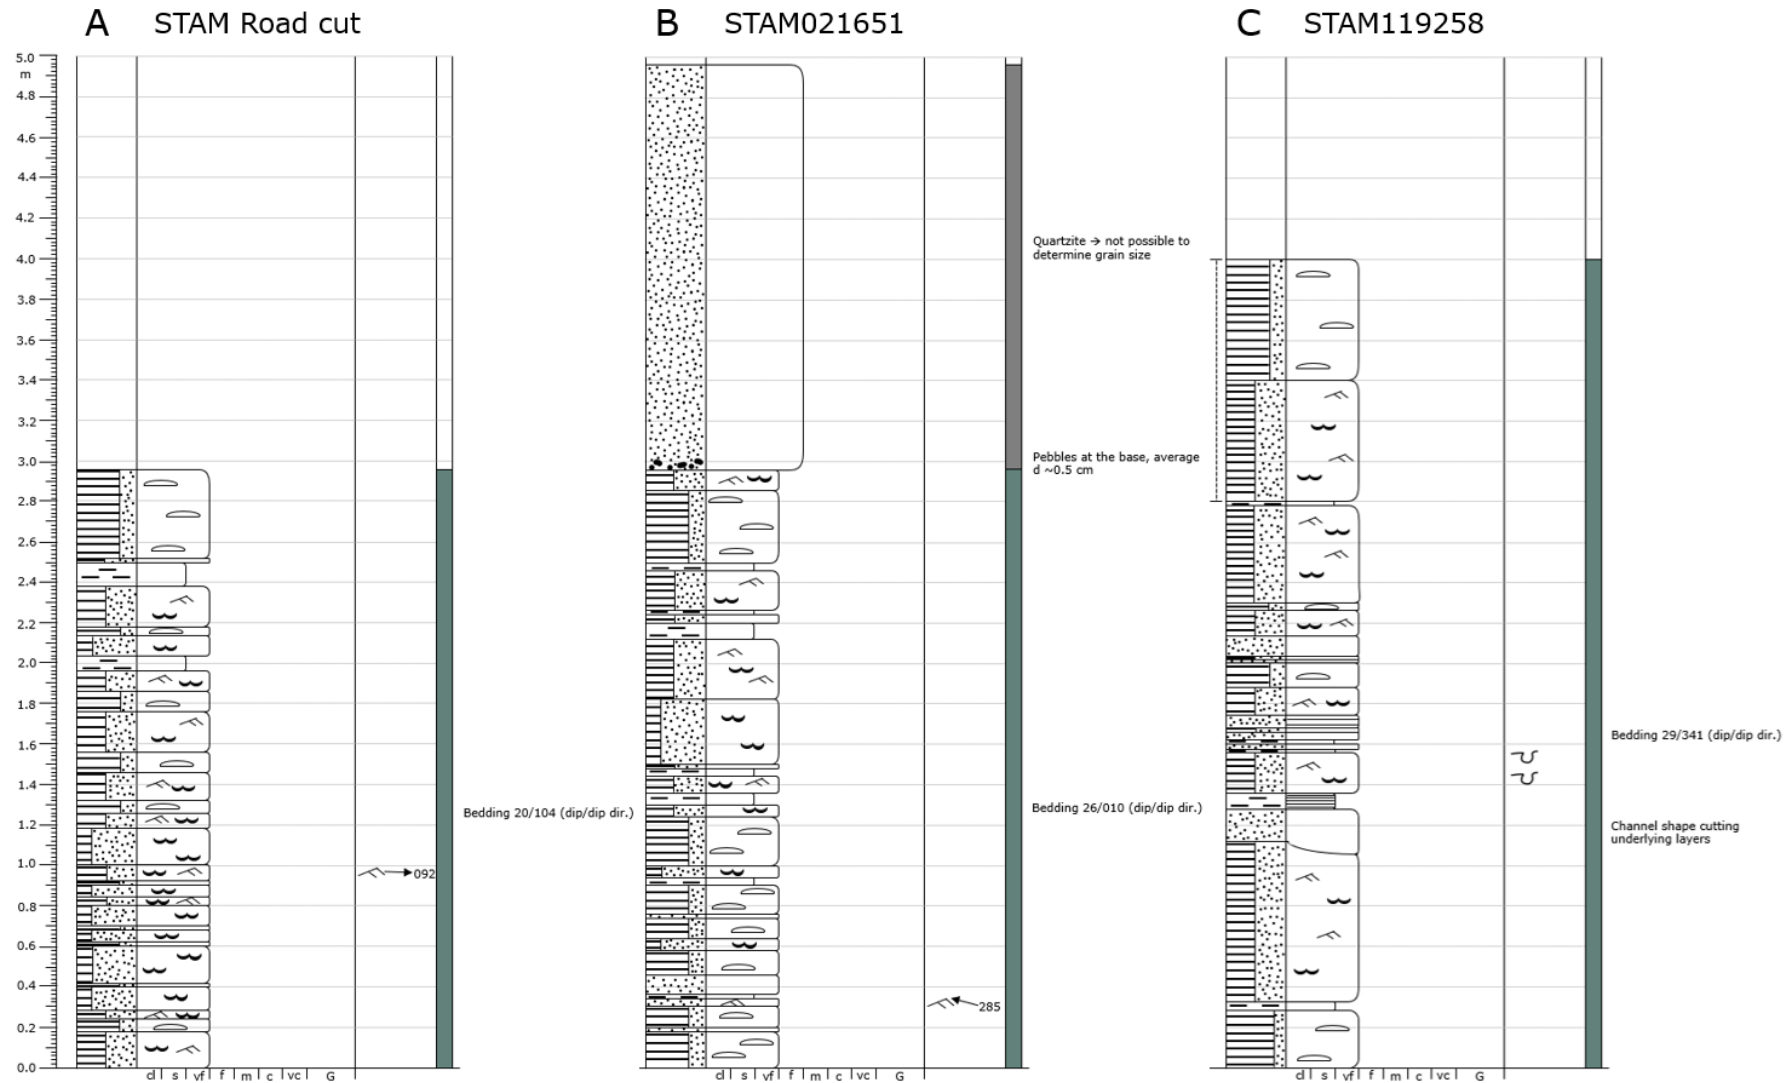 A STAM Road cut
B STAM021651
C STAM119258
5.0
m
4.8
4.6
4.4
4.2
4.0
3.8
3.6
3.4
3.2
3.0
2.8
2.6
2.4
2.2
2.0
1.8
1.6
1.4
1.2
1.0
0.8
0.6
0.4
0.2
0.0
092
Bedding 20/104 (dip/dip dir.)
cl s vf f m c vc G
Quartzite → not possible to
determine grain size
Pebbles at the base, average
d ~0.5 cm
Bedding 26/010 (dip/dip dir.)
285
cl s vf f m c vc G
Bedding 29/341 (dip/dip dir.)
Channel shape cutting
underlying layers
cl s vf f m c vc G